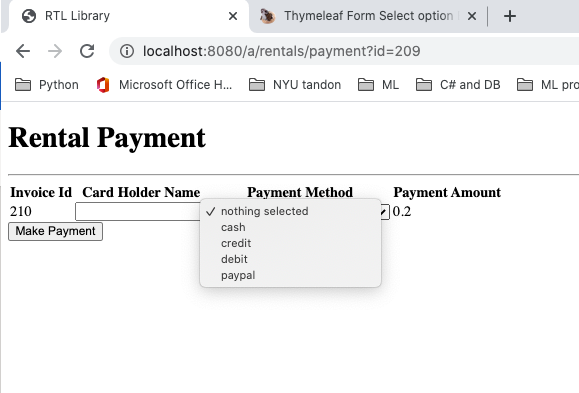 RTL Library
Thymeleaf Form Select option
localhost:8080/a/rentals/payment?id=209
Python Microsoft Office H... NYU tandon ML C# and DB ML pro
Rental Payment
Invoice Id Card Holder Name Payment Method Payment Amount
210 0.2
nothing selected
cash
credit
debit
paypal
Make Payment